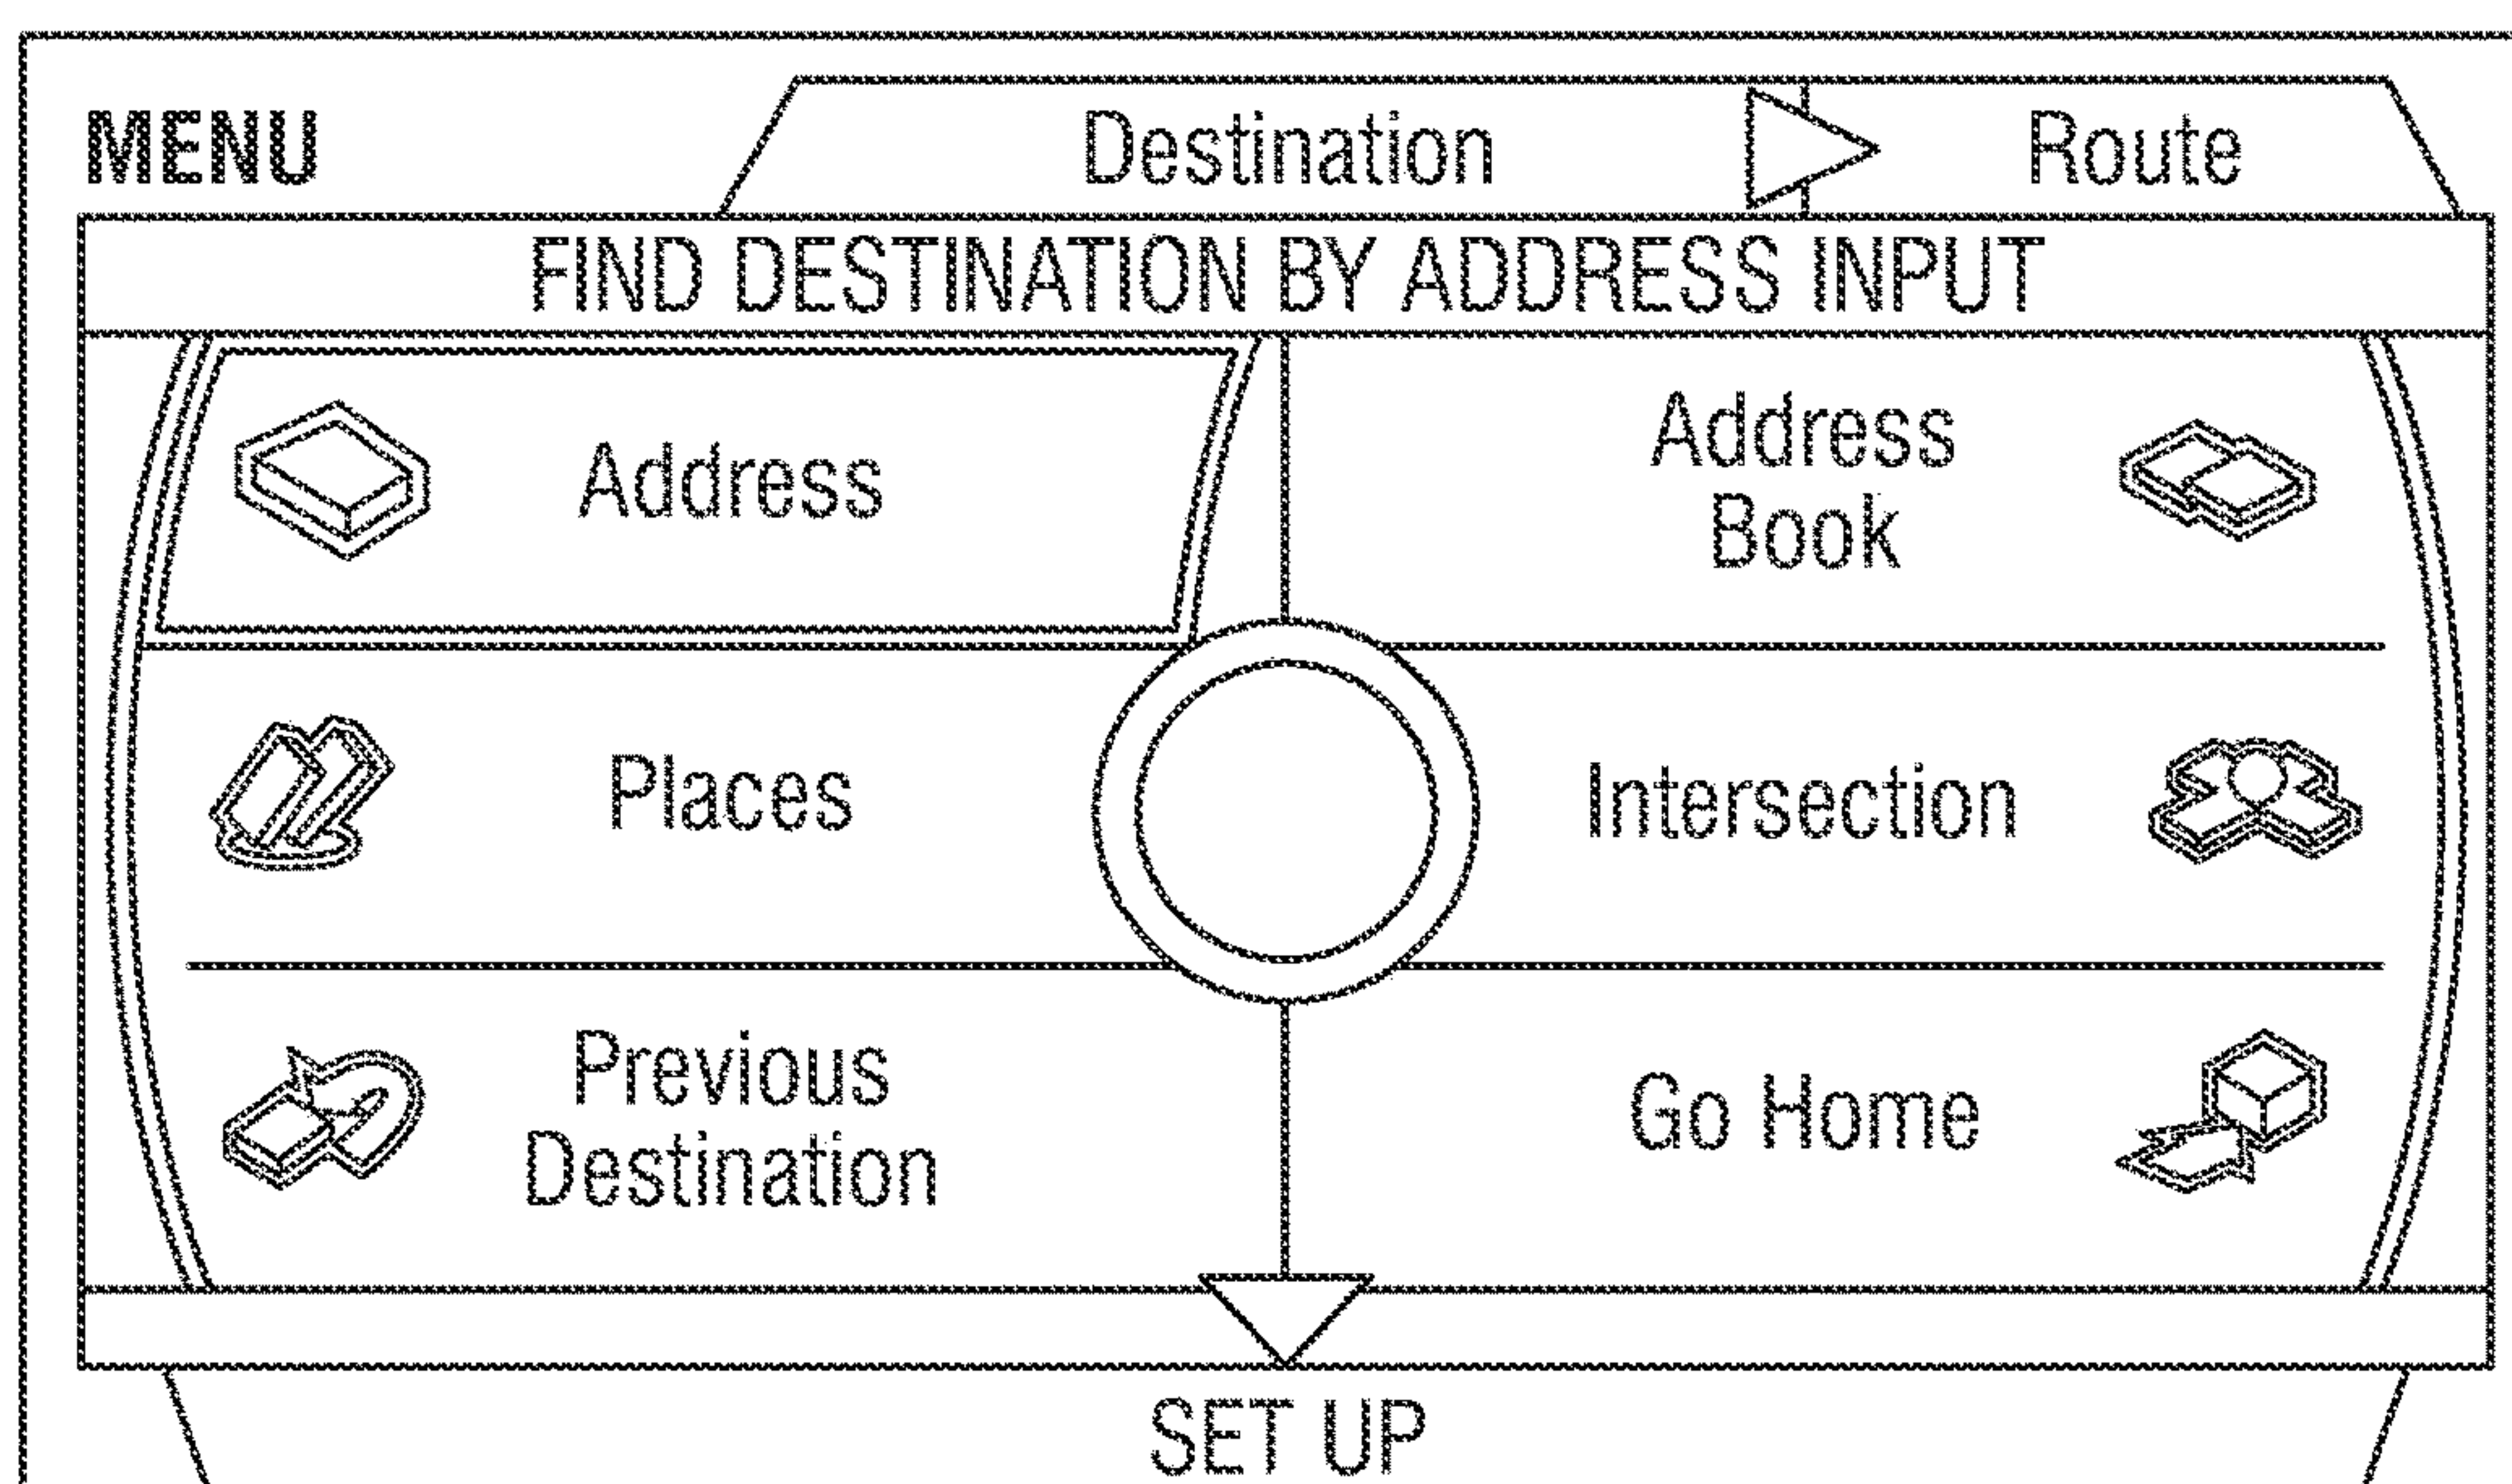 MENU
Destination
Route
FIND DESTINATION BY ADDRESS INPUT
Address
Address
Book
Places
Intersection
Previous
Destination
Go Home
SET UP